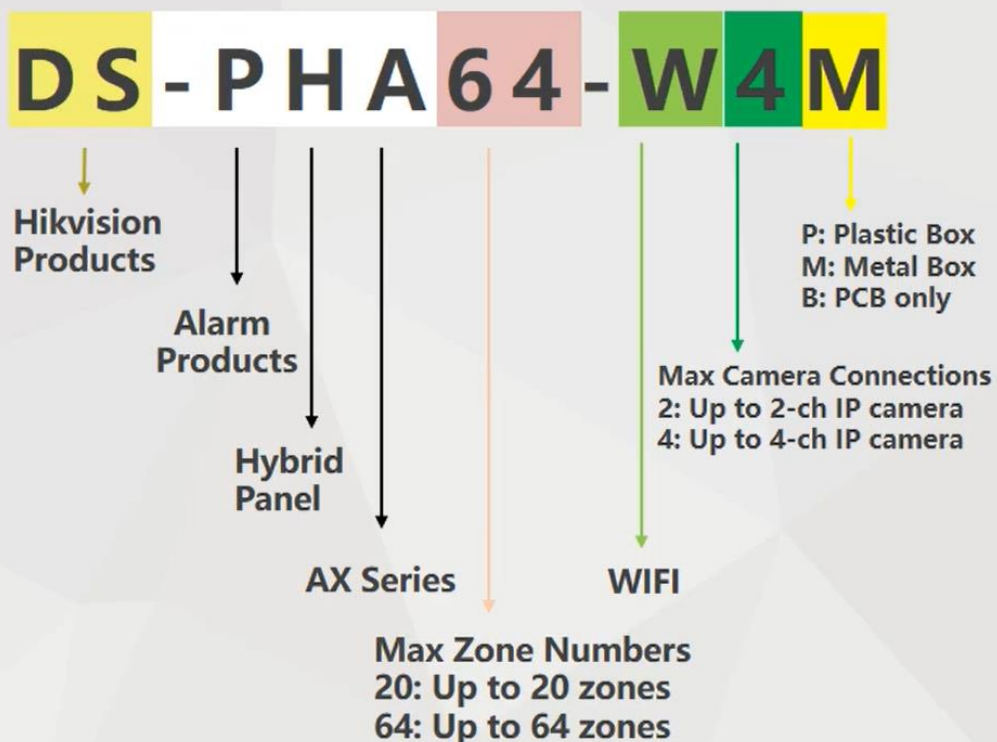 DS-PHA64-W4M
Hikvision
Products
Alarm
Products
Hybrid
Panel
AX Series
Max Zone Numbers
20: Up to 20 zones
64: Up to 64 zones
WIFI
Max Camera Connections
2: Up to 2-ch IP camera
4: Up to 4-ch IP camera
P: Plastic Box
M: Metal Box
B: PCB only